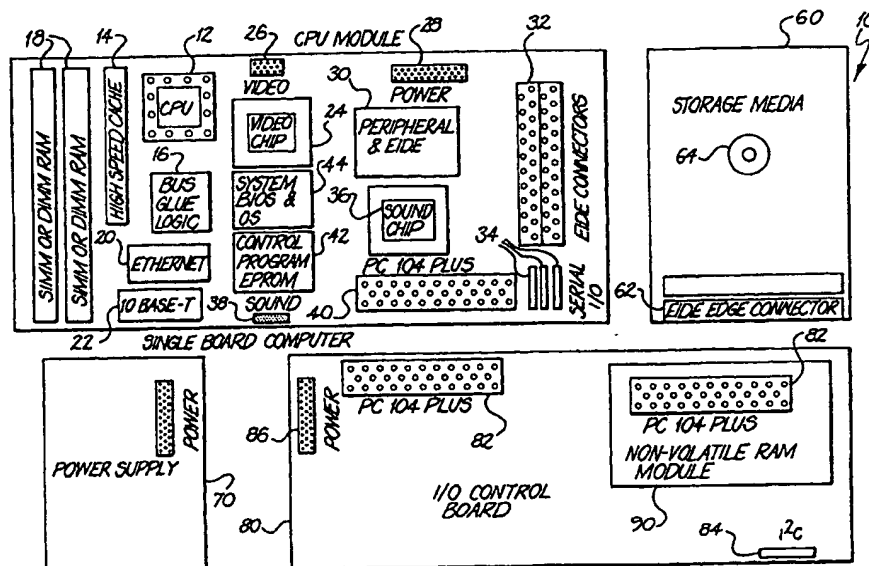 CPU MODULE
18
14
12
26
28
32
60
10
SIMM OR DIMM RAM
SIMM OR DIMM RAM
HIGH SPEED CACHE
CPU
VIDEO
POWER
30
24
VIDEO
CHIP
PERIPHERAL
& EIDE
EIDE CONNECTORS
STORAGE MEDIA
64
16
BUS
GLUE
LOGIC
44
SYSTEM
BIOS &
OS
36
SOUND
CHIP
20
ETHERNET
42
CONTROL
PROGRAM
EPROM
34
PC 104 PLUS
SERIAL
I/O
10 BASE-T
38
SOUND
40
62
EIDE EDGE CONNECTOR
22
SINGLE BOARD COMPUTER
82
POWER
86
POWER
PC 104 PLUS
82
PC 104 PLUS
NON-VOLATILE RAM
MODULE
POWER SUPPLY
70
80
I/O CONTROL
BOARD
90
84
I²C